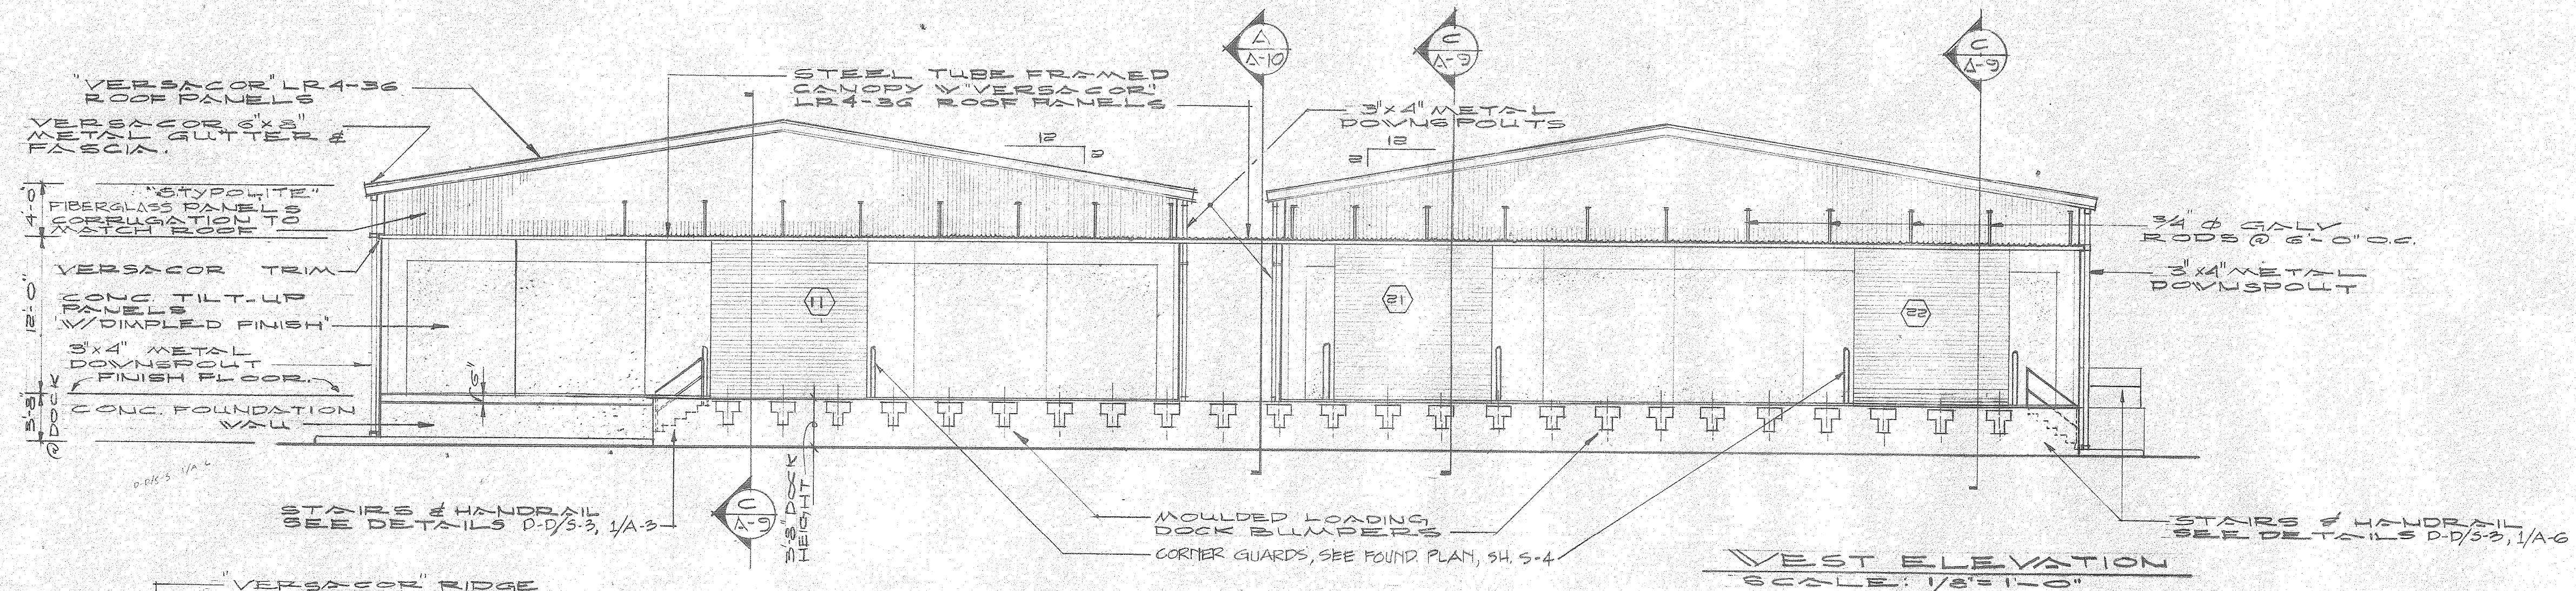 A
A-10
C
A-9
C
A-9
"VERSACOR" LR4-36
ROOF PANELS
VERSACOR 6"x8"
METAL GUTTER &
FASCIA.
STEEL TUBE FRAMED
CANOPY W/"VERSACOR"
LR4-36 ROOF PANELS
3"x4" METAL
DOWNSPOUTS
12
2
12
2
4'-0"
"STYPOLITE"
FIBERGLASS PANELS
CORRUGATION TO
MATCH ROOF
VERSACOR TRIM
12'-0"
CONC. TILT-UP
PANELS
W/DIMPLED FINISH"
3"x4" METAL
DOWNSPOUT
FINISH FLOOR.
3'-8"
@ DOCK
CONC. FOUNDATION
WALL
6"
11
12
22
3/4" Ø GALV
RODS @ 6'-0" O.C.
3"x4" METAL
DOWNSPOUT
D-D/S-3 1/A-6
STAIRS & HANDRAIL
SEE DETAILS D-D/S-3, 1/A-3
C
A-9
3'-8" DOCK
HEIGHT
MOULDED LOADING
DOCK BUMPERS
CORNER GUARDS, SEE FOUND. PLAN, SH. S-4
STAIRS & HANDRAIL
SEE DETAILS D-D/S-3, 1/A-6
WEST ELEVATION
SCALE: 1/8"=1'-0"
"VERSACOR" RIDGE